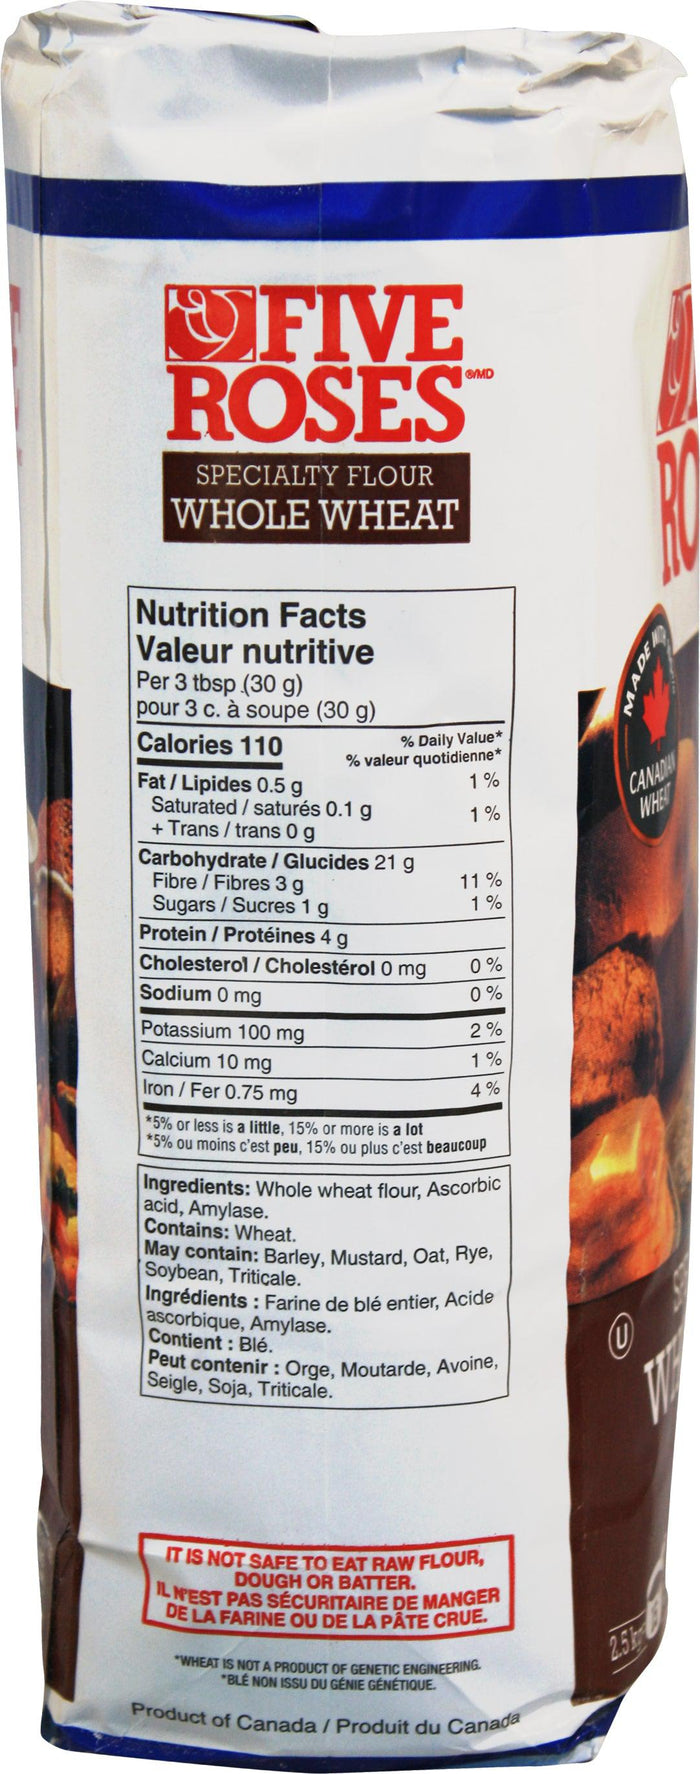 FIVE
ROSES ®/MD
SPECIALTY FLOUR
WHOLE WHEAT
Nutrition Facts
Valeur nutritive
Per 3 tbsp (30 g)
pour 3 c. à soupe (30 g)
Calories 110
% Daily Value*
% valeur quotidienne*
Fat / Lipides 0.5 g 1 %
Saturated / saturés 0.1 g
+ Trans / trans 0 g 1 %
Carbohydrate / Glucides 21 g
Fibre / Fibres 3 g 11 %
Sugars / Sucres 1 g 1 %
Protein / Protéines 4 g
Cholesterol / Cholestérol 0 mg 0 %
Sodium 0 mg 0 %
Potassium 100 mg 2 %
Calcium 10 mg 1 %
Iron / Fer 0.75 mg 4 %
*5% or less is a little, 15% or more is a lot
*5% ou moins c'est peu, 15% ou plus c'est beaucoup
Ingredients: Whole wheat flour, Ascorbic
acid, Amylase.
Contains: Wheat.
May contain: Barley, Mustard, Oat, Rye,
Soybean, Triticale.
Ingrédients : Farine de blé entier, Acide
ascorbique, Amylase.
Contient : Blé.
Peut contenir : Orge, Moutarde, Avoine,
Seigle, Soja, Triticale.
IT IS NOT SAFE TO EAT RAW FLOUR,
DOUGH OR BATTER.
IL N'EST PAS SÉCURITAIRE DE MANGER
DE LA FARINE OU DE LA PÂTE CRUE.
*WHEAT IS NOT A PRODUCT OF GENETIC ENGINEERING.
*BLÉ NON ISSU DU GÉNIE GÉNÉTIQUE.
Product of Canada / Produit du Canada
RO
MADE WITH
CANADIAN
WHEAT
U
2.5 kg